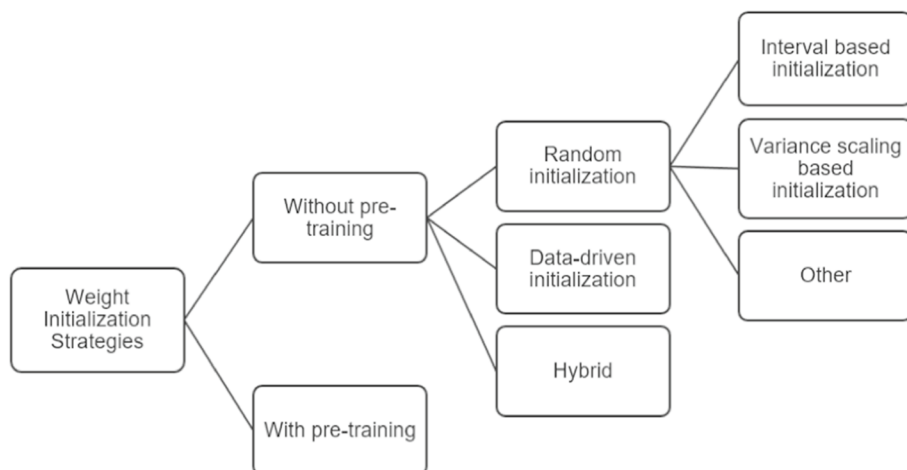 Weight
Initialization
Strategies
Without pre-
training
With pre-training
Random
initialization
Data-driven
initialization
Hybrid
Interval based
initialization
Variance scaling
based
initialization
Other